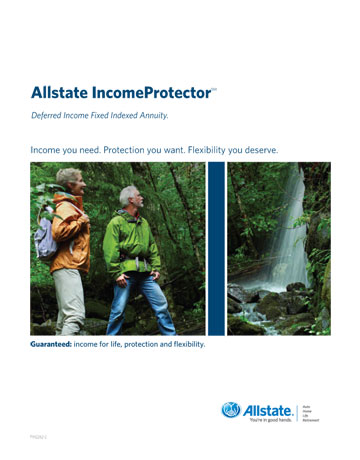 Allstate IncomeProtector℠
Deferred Income Fixed Indexed Annuity.
Income you need. Protection you want. Flexibility you deserve.
Guaranteed: income for life, protection and flexibility.
Allstate.
You're in good hands.
Auto
Home
Life
Retirement